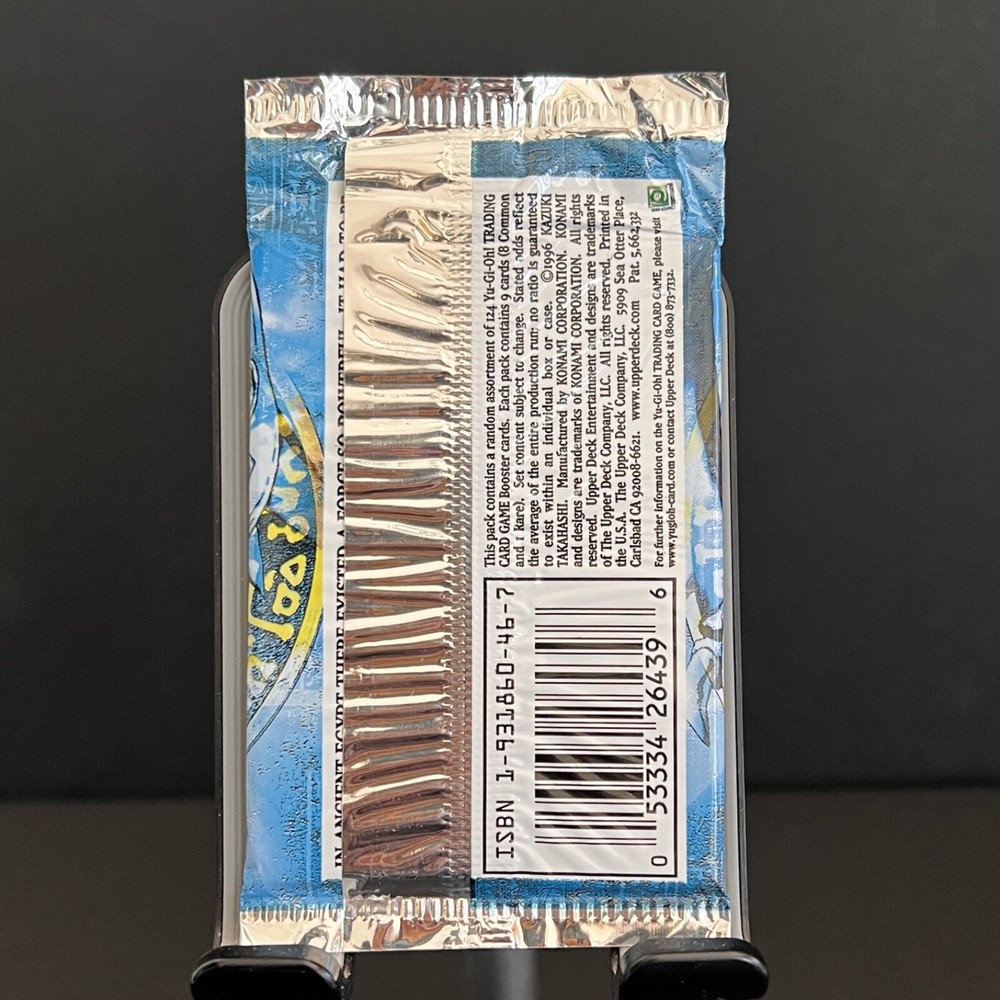 IN ANCIENT EGYPT THERE EXISTED A FORCE SO POWERFUL, IT HAD TO BE
This pack contains a random assortment of 124 Yu-Gi-Oh! TRADING
CARD GAME Booster cards. Each pack contains 9 cards (8 Common
and 1 Rare). Set content subject to change. Stated odds reflect
the average of the entire production run; no ratio is guaranteed
to exist within an individual box or case. ©1996 KAZUKI
TAKAHASHI. Manufactured by KONAMI CORPORATION. KONAMI
and designs are trademarks of KONAMI CORPORATION. All rights
reserved. Upper Deck Entertainment and designs are trademarks
of The Upper Deck Company, LLC. All rights reserved. Printed in
the U.S.A. The Upper Deck Company, LLC. 5909 Sea Otter Place,
Carlsbad CA 92008-6621. www.upperdeck.com Pat. 5,662,332
For further information on the Yu-Gi-Oh! TRADING CARD GAME, please visit
www.yugioh-card.com or contact Upper Deck at (800) 873-7332.
ISBN 1-931860-46-7
0 53334 26439 6